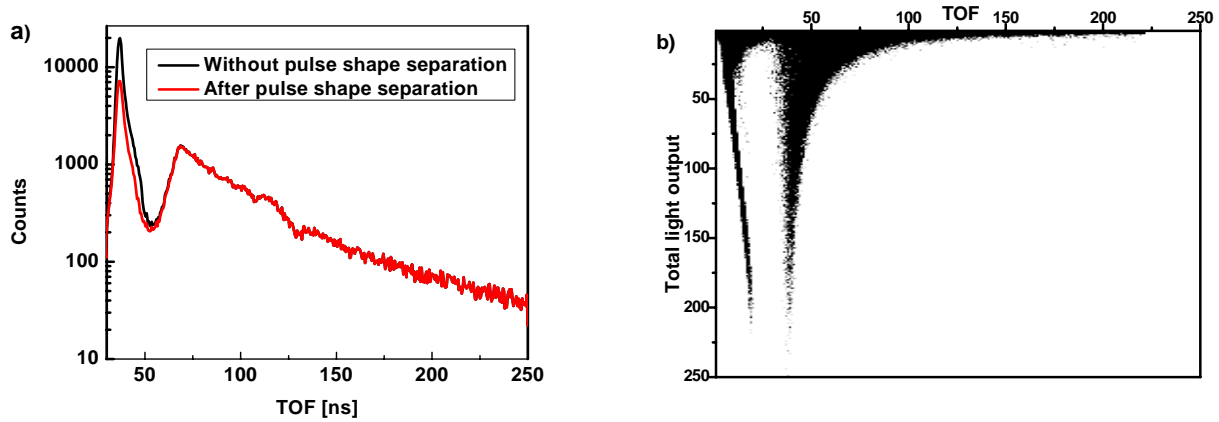 a)
Without pulse shape separation
After pulse shape separation
10000
1000
100
10
Counts
50
100
150
200
250
TOF [ns]
b)
TOF
50
100
150
200
250
50
100
150
200
250
Total light output